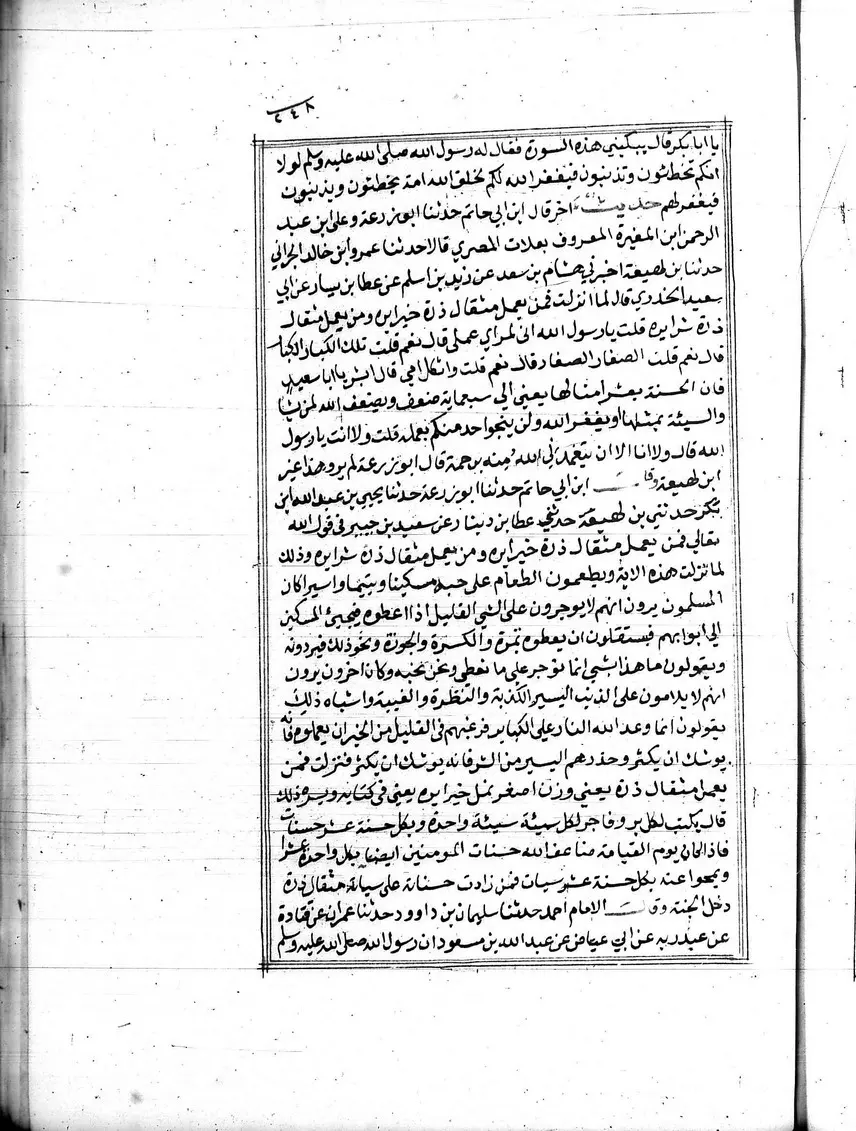 ٢٤٨
يا ابا بكر قال يبكيني هذه السورة فقال له رسول الله صلى الله عليه وسلم لولا
انكم تخطئون وتذنبون فيغفر الله لكم يخلق الله امة يخطئون ويذنبون
فيغفر لهم حديث اخر قال ابن ابي حاتم حدثنا ابو زرعة وعلى ابن عبد
الرحمن ابن المغيرة المعروف بعلات المصري قالا حدثنا عمرو ابن خالد الحراني
حدثنا بن لهيعة اخبرني هشام بن سعد عن زيد بن اسلم عن عطا بن يسار عن ابي
سعيد الخدري قال لما انزلت فمن يعمل مثقال ذرة خيرا يره ومن يعمل مثقال
ذرة شرا يره قلت يا رسول الله انى لمراي عملى قال نعم قلت تلك الكبار الكبار
قال نعم قلت الصغار الصغار قال نعم قلت واثكل امي قال ابشر يا ابا سعيد
فان الحسنة بعشر امثالها يعني الى سبعماية ضعف ويضعف الله لمن يشا
والسيئة بمثلها او يغفر الله ولن ينجوا احد منكم بعمله قلت ولا انت يا رسول
الله قال ولا انا الا ان يتغمدني الله منه برحمة قال ابو زرعة لم يرو هذا غير
ابن لهيعة وقال ابن ابي حاتم حدثنا ابو زرعة حدثنا يحيى بن عبد الله ابن
بكير حدثني بن لهيعة حدثني عطا بن دينار عن سعيد بن جبير في قول الله
تعالى فمن يعمل مثقال ذرة خيرا يره ومن يعمل مثقال ذرة شرا يره وذلك
لما نزلت هذه الاية ويطعمون الطعام على حبه مسكينا ويتيما واسيرا كان
المسلمون يرون انهم لا يوجرون على الشي القليل اذا اعطوه فيجيئ المسكين
الى ابوابهم فيستقلون ان يعطوه تمرة والكسرة والجوزة ونحو ذلك فيردونه
ويقولون ما هذا بشي انما نوجر على ما نعطي ونحن نحبه وكان اخرون يرون
انهم لا يلامون على الذنب اليسير الكذبة والنظرة والغيبة واشباه ذلك
يقولون انما وعد الله النار على الكباير فرغبهم في القليل من الخير ان يعملوه فانه
يوشك ان يكثر وحذرهم اليسير من الشر فانه يوشك ان يكثر فنزلت فمن
يعمل مثقال ذرة يعني وزن اصغر نمل خيرا يره يعني في كتابه ويسره ذلك
قال يكتب لكل بر وفاجر لكل سيئة سيئة واحدة وبكل حسنة عشر حسنات
فاذا كان يوم القيامة ضاعف الله حسنات المومنين ايضا بكل واحدة عشرا
ويمحوا عنه بكل حسنة عشر سيات فمن زادت حسناته على سياته مثقال ذرة
دخل الجنة وقال الامام احمد حدثنا سليمان بن داوود حدثنا عمران عن قتادة
عن عبد ربه عن ابي عياض عن عبد الله بن مسعود ان رسول الله صلى الله عليه وسلم